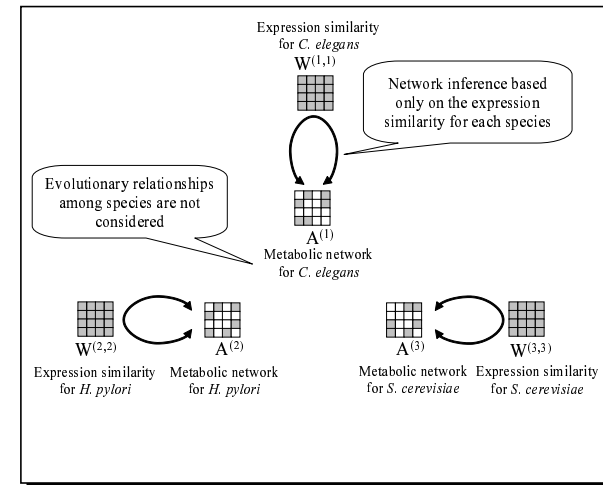 Expression similarity
for C. elegans
W(1,1)
Network inference based
only on the expression
similarity for each species
Evolutionary relationships
among species are not
considered
A(1)
Metabolic network
for C. elegans
W(2,2)
Expression similarity
for H. pylori
A(2)
Metabolic network
for H. pylori
A(3)
Metabolic network
for S. cerevisiae
W(3,3)
Expression similarity
for S. cerevisiae